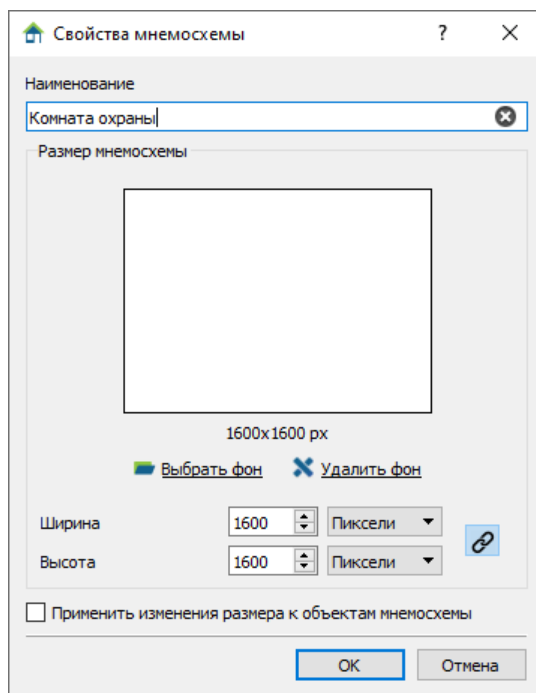 Свойства мнемосхемы ?
Наименование
Комната охраны
Размер мнемосхемы
1600x1600 px
Выбрать фон Удалить фон
Ширина 1600 Пиксели
Высота 1600 Пиксели
Применить изменения размера к объектам мнемосхемы
OK Отмена